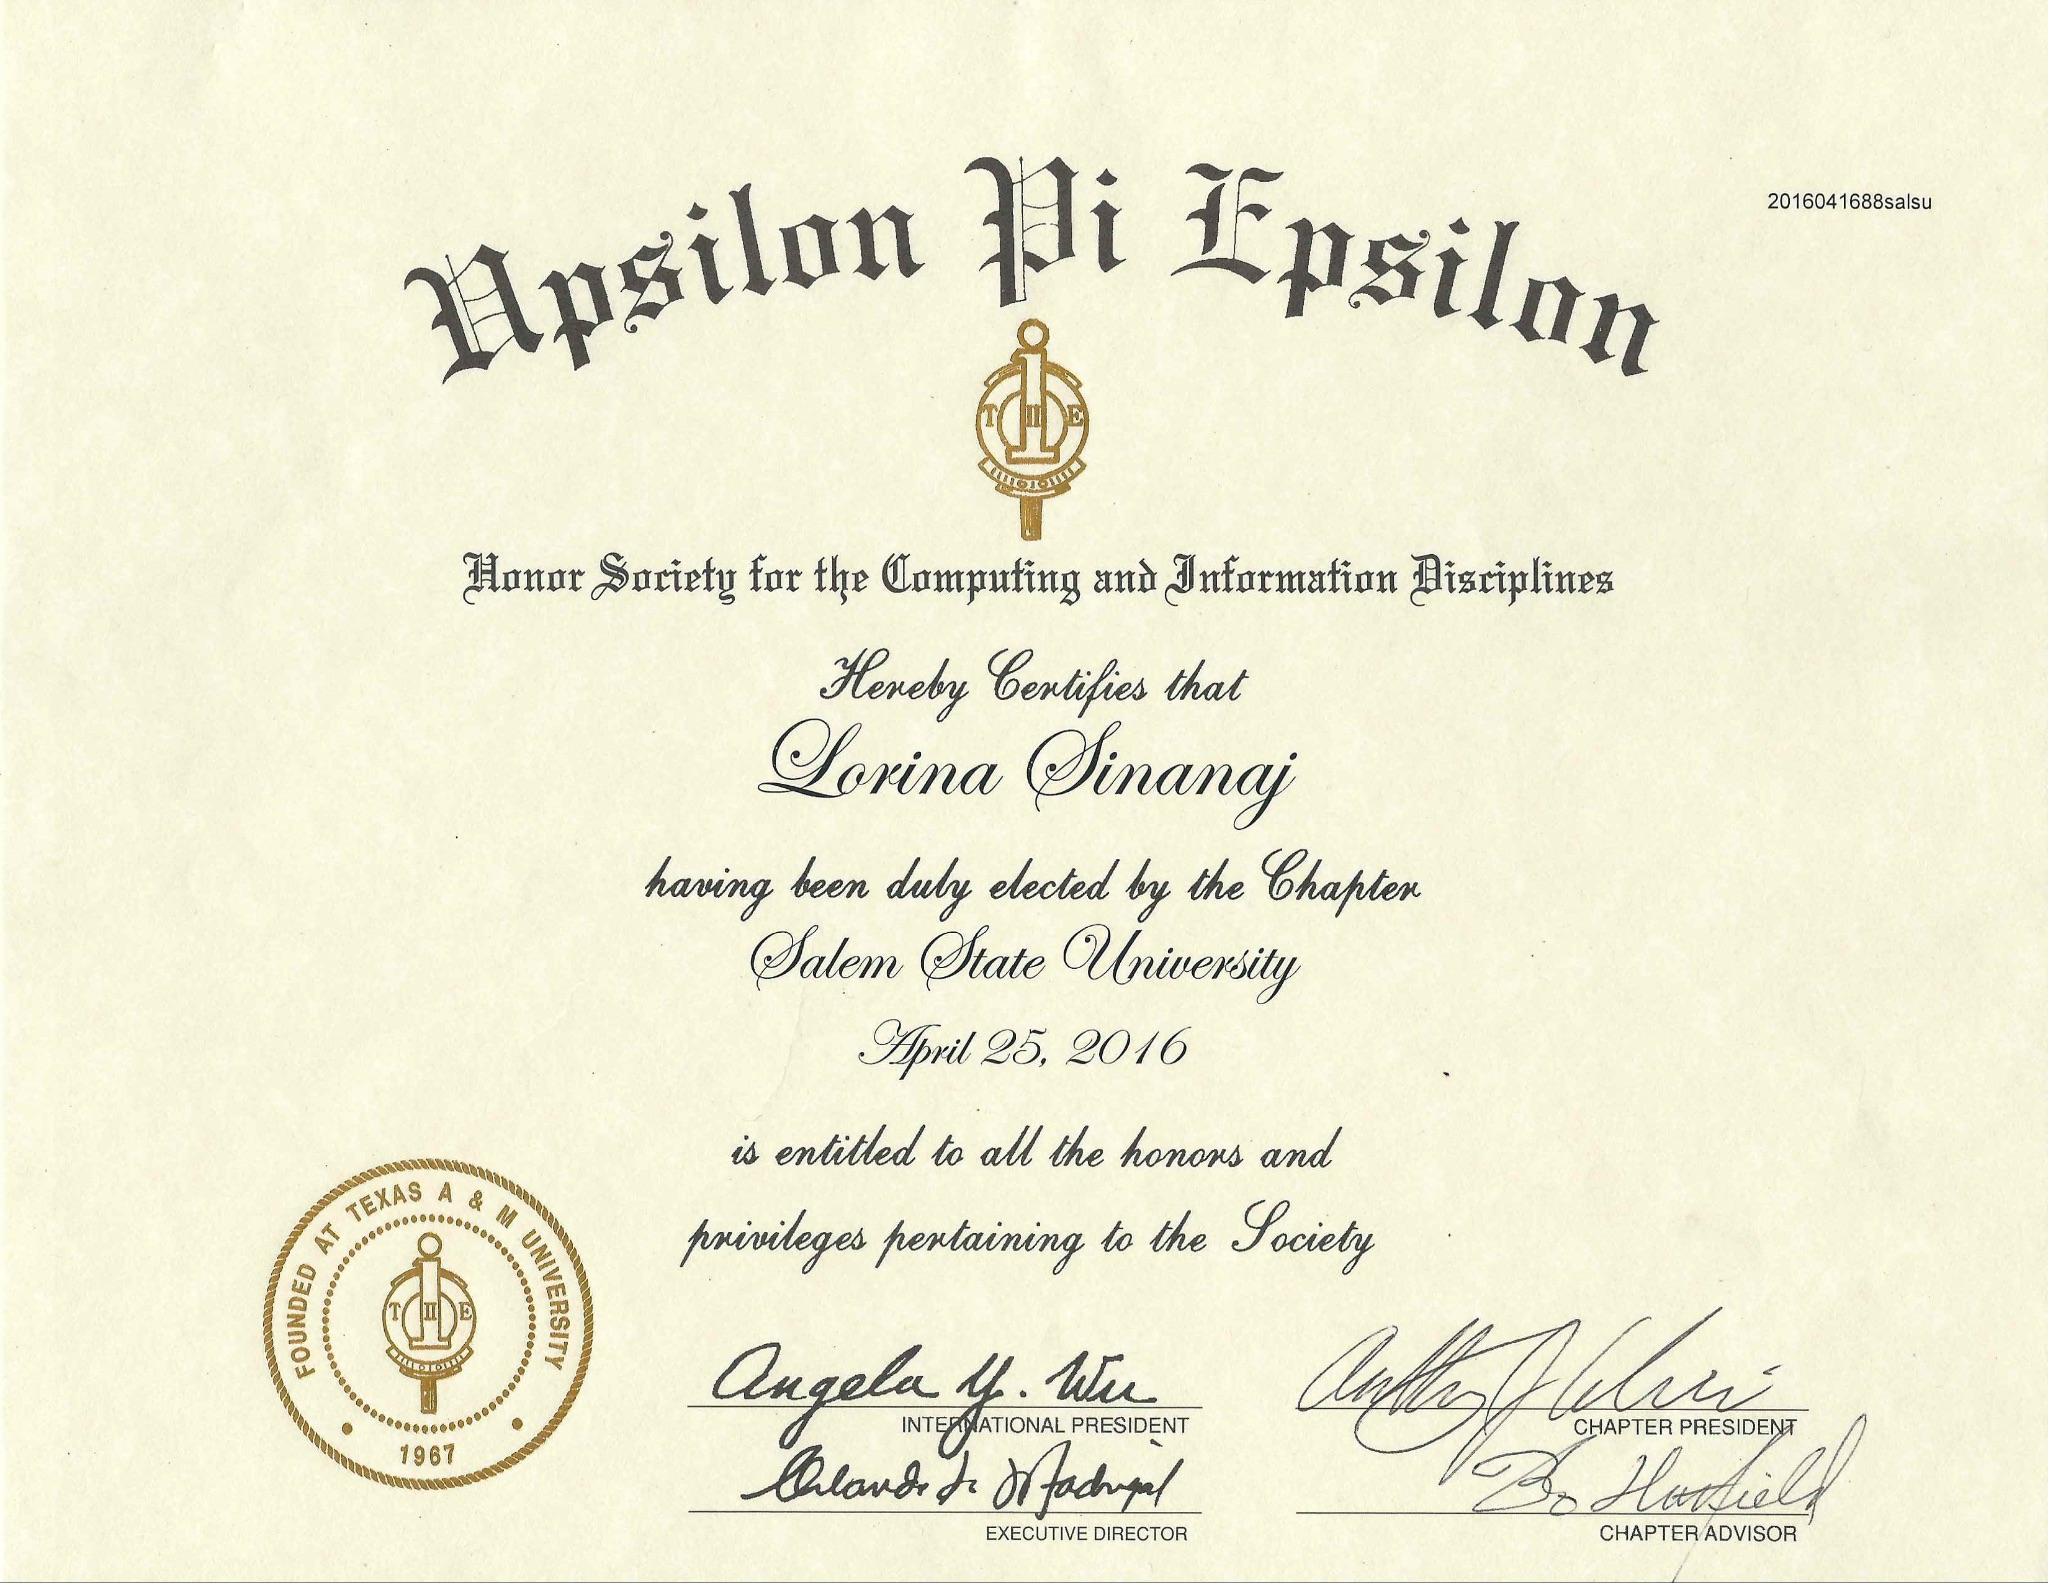 Upsilon Pi Epsilon
2016041688salsu
Τ Π Ε
Honor Society for the Computing and Information Disciplines
Hereby Certifies that
Lorina Sinanaj
having been duly elected by the Chapter
Salem State University
April 25, 2016
is entitled to all the honors and
privileges pertaining to the Society
FOUNDED AT TEXAS A & M UNIVERSITY
Τ Π Ε
1967
Angela Y. Wu
INTERNATIONAL PRESIDENT
CHAPTER PRESIDENT
Orlando J. Madrigal
EXECUTIVE DIRECTOR
Bo Hatfield
CHAPTER ADVISOR